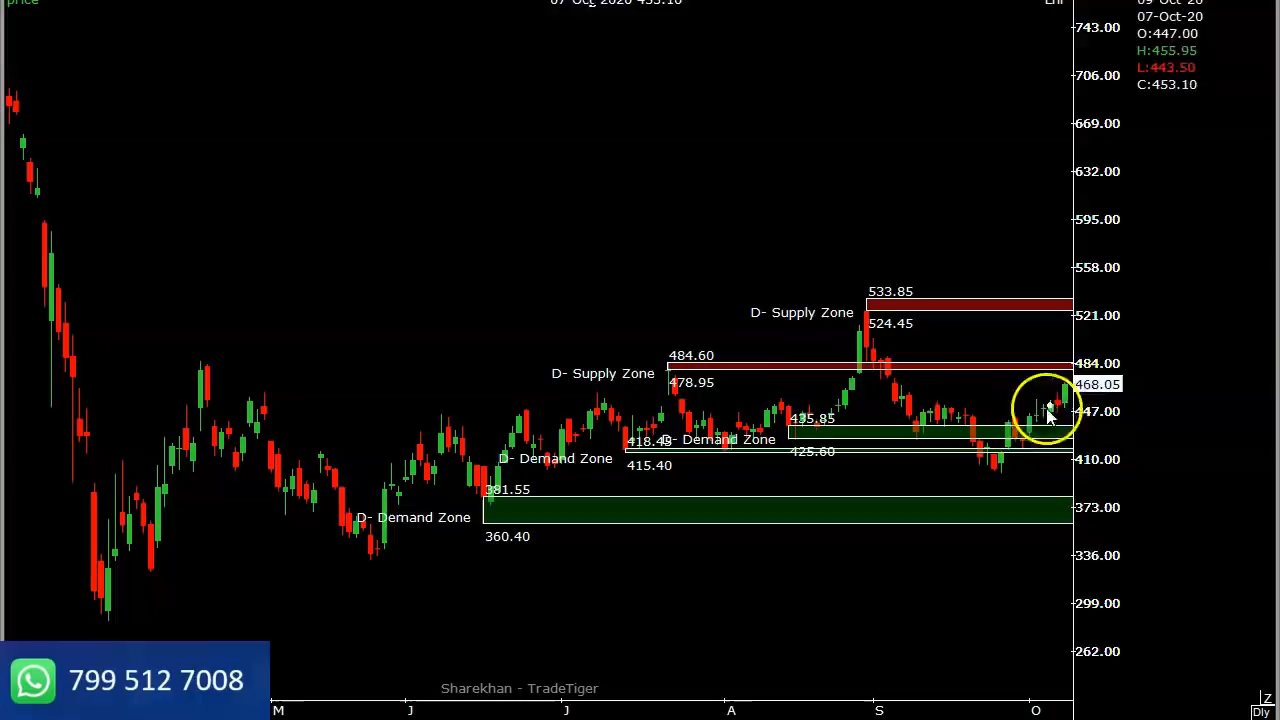 price
07 Oct 2020 453.10
09-Oct-20
07-Oct-20
O:447.00
H:455.95
L:443.50
C:453.10
743.00
706.00
669.00
632.00
595.00
558.00
521.00
484.00
468.05
447.00
410.00
373.00
336.00
299.00
262.00
533.85
D- Supply Zone
524.45
484.60
D- Supply Zone
478.95
435.85
418.45
D- Demand Zone
425.60
D- Demand Zone
415.40
381.55
D- Demand Zone
360.40
799 512 7008
Sharekhan - TradeTiger
M
J
J
A
S
O
Z
Dly